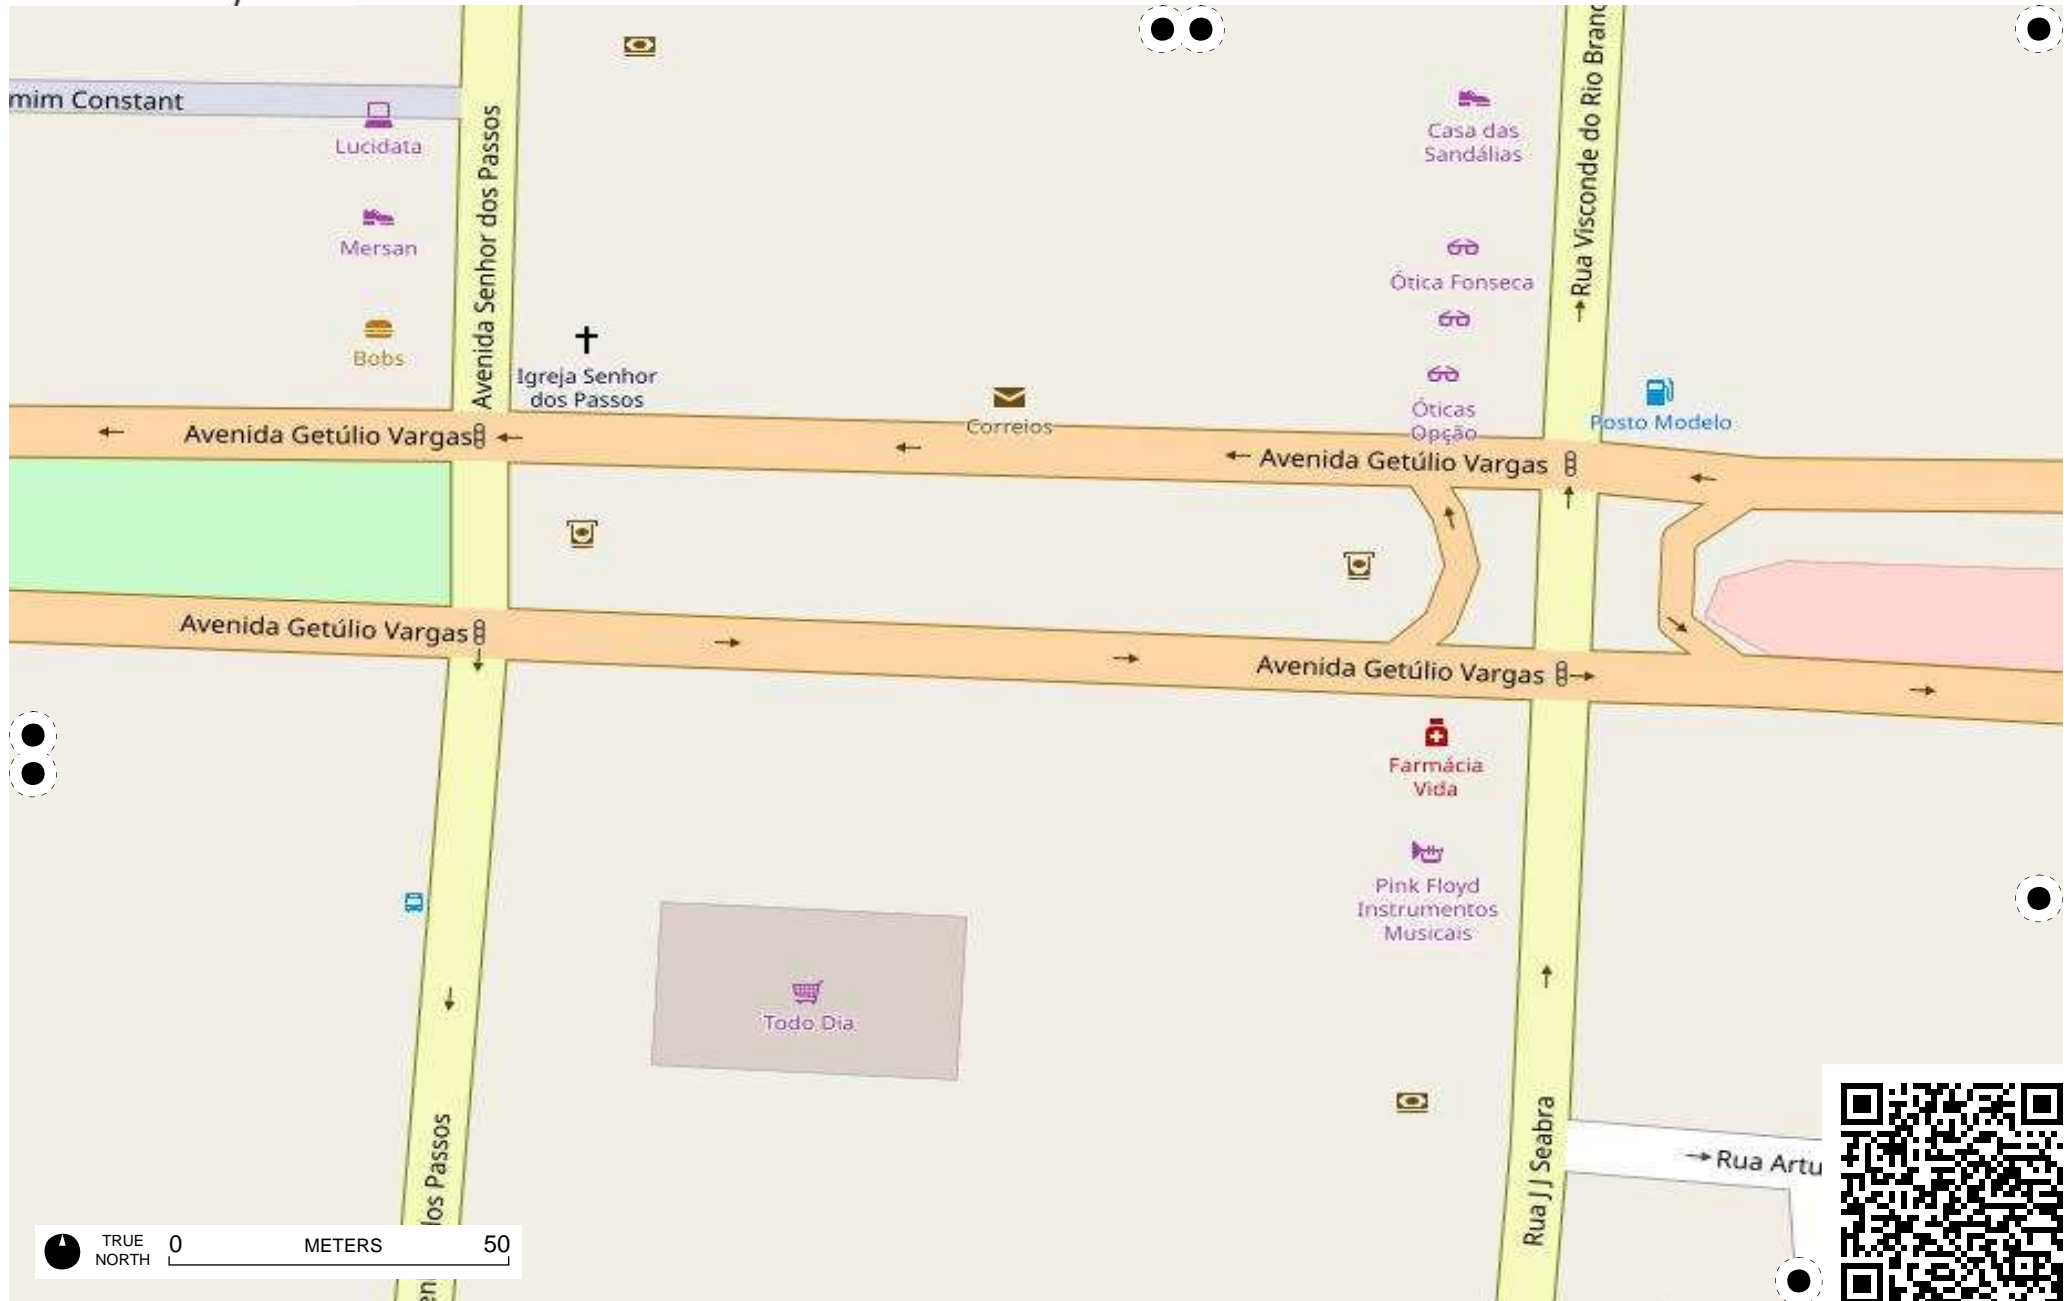 mim Constant
Lucidata
Mersan
Bobs
Avenida Senhor dos Passos
Igreja Senhor
dos Passos
Correios
Casa das
Sandálias
Ótica Fonseca
Óticas
Opção
Rua Visconde do Rio Branc
Posto Modelo
Avenida Getúlio Vargas
Avenida Getúlio Vargas
Avenida Getúlio Vargas
Avenida Getúlio Vargas
Farmácia
Vida
Pink Floyd
Instrumentos
Musicais
Todo Dia
dos Passos
Rua J J Seabra
Rua Artu
TRUE
NORTH
0 METERS 50